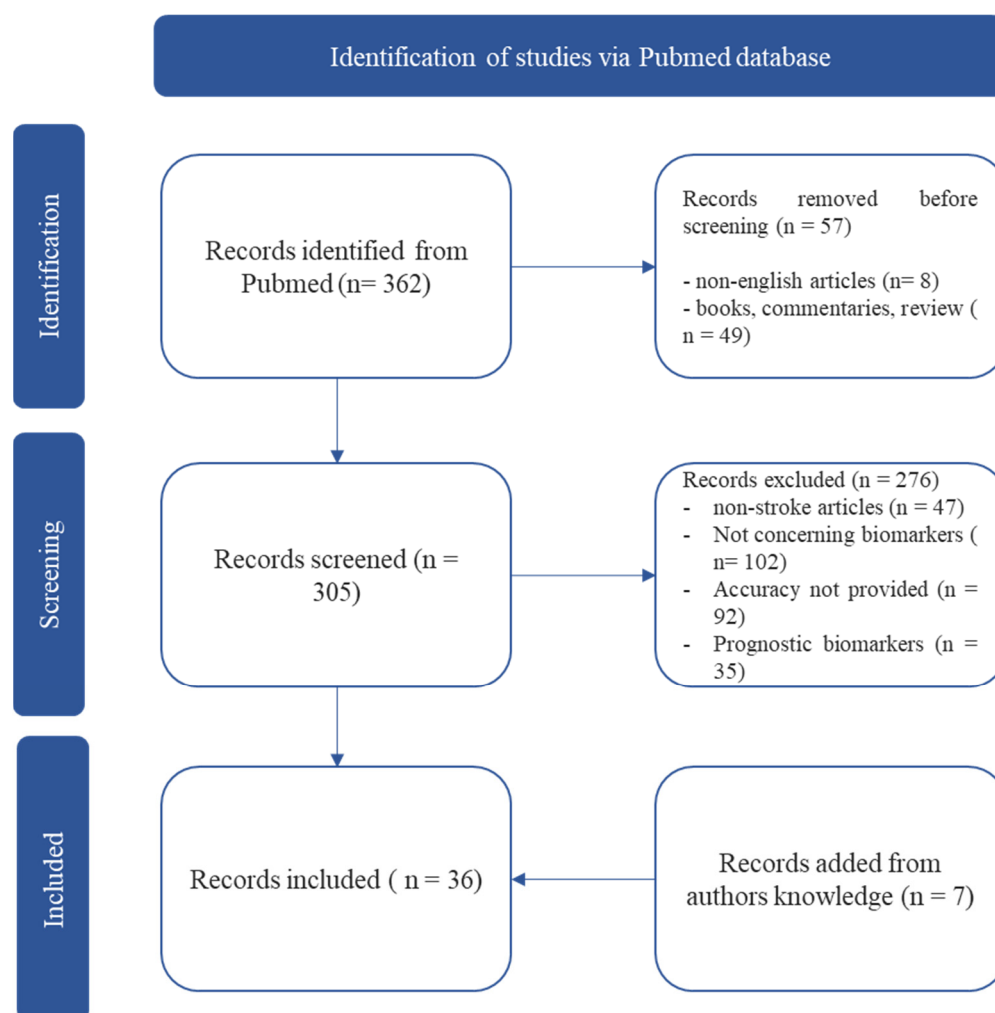 Identification of studies via Pubmed database
Identification
Records identified from
Pubmed (n= 362)
Records removed before
screening (n = 57)
- non-english articles (n= 8)
- books, commentaries, review (
n = 49)
Screening
Records screened (n =
305)
Records excluded (n = 276)
- non-stroke articles (n = 47)
- Not concerning biomarkers (
n= 102)
- Accuracy not provided (n =
92)
- Prognostic biomarkers (n =
35)
Included
Records included ( n = 36)
Records added from
authors knowledge (n = 7)